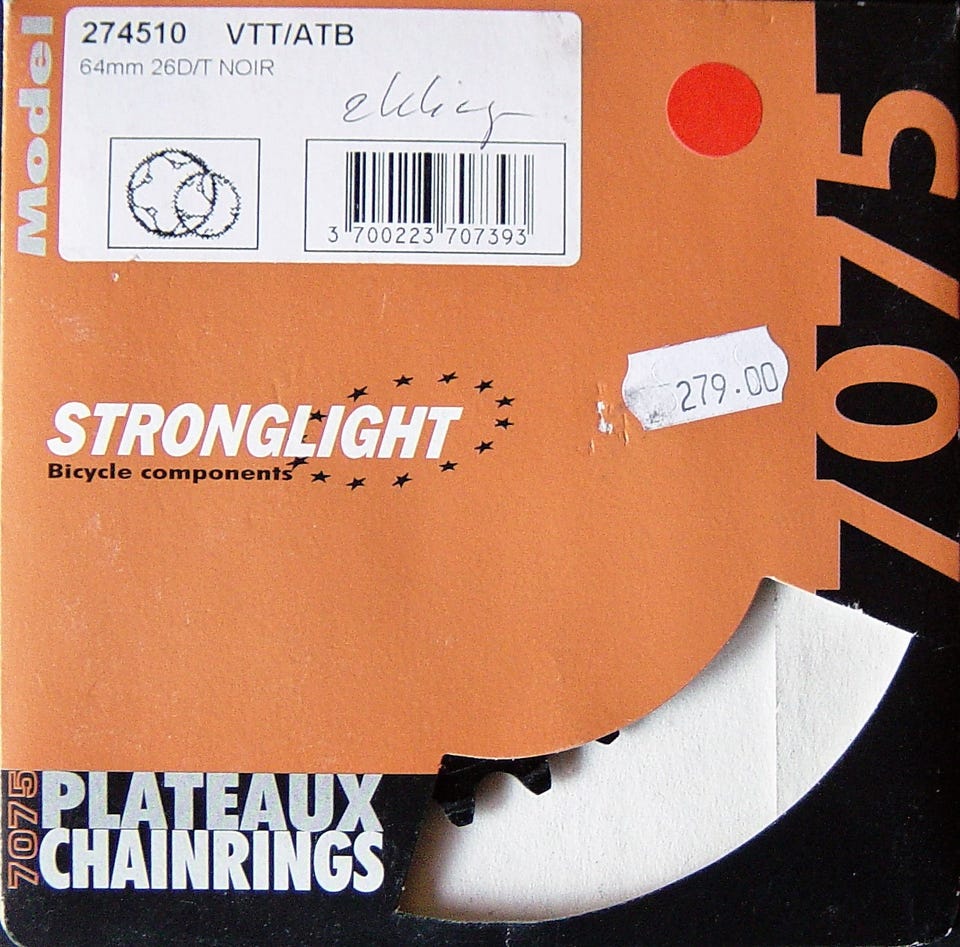 Model
274510 VTT/ATB
64mm 26D/T NOIR
3 700223 707393
7075
279.00
STRONGLIGHT
Bicycle components
7075
PLATEAUX
CHAINRINGS